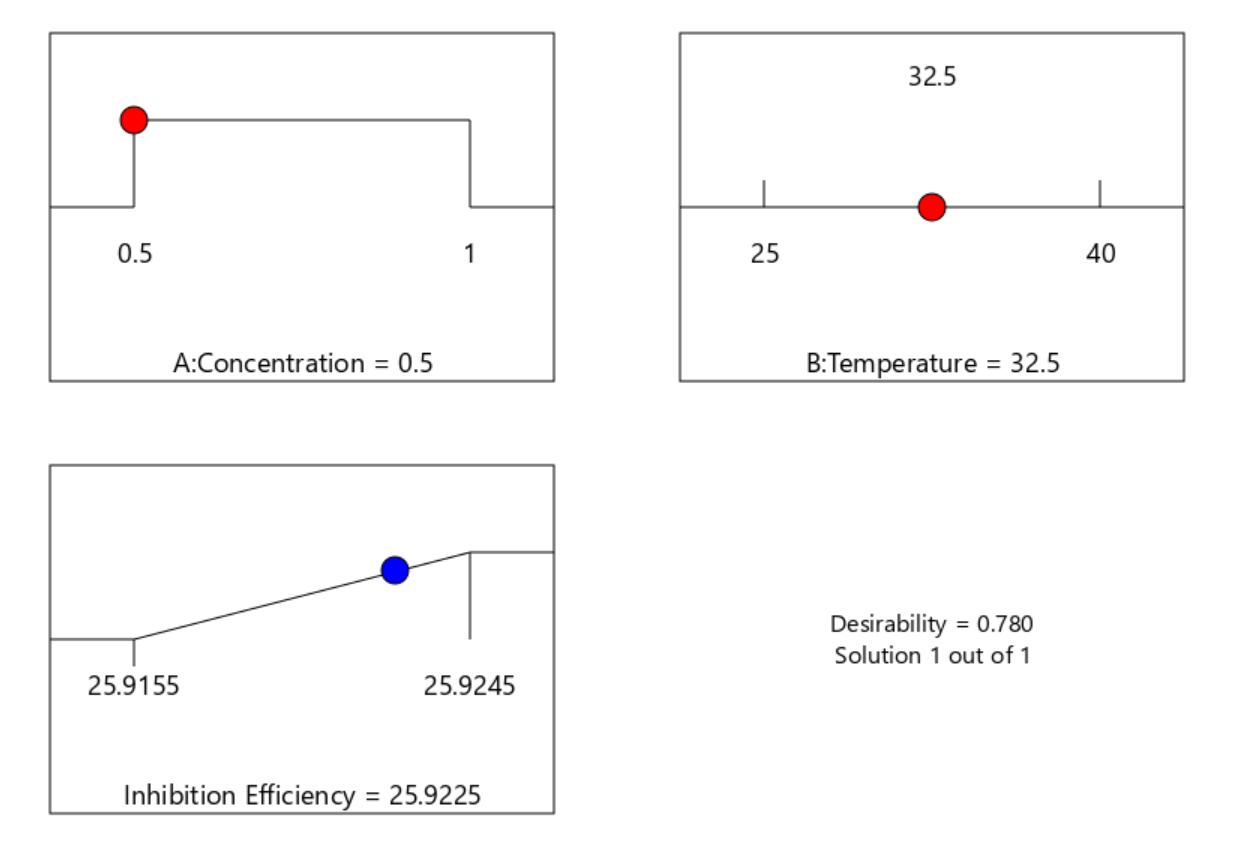 32.5
0.5
1
25
40
A:Concentration = 0.5
B:Temperature = 32.5
25.9155
25.9245
Inhibition Efficiency = 25.9225
Desirability = 0.780
Solution 1 out of 1